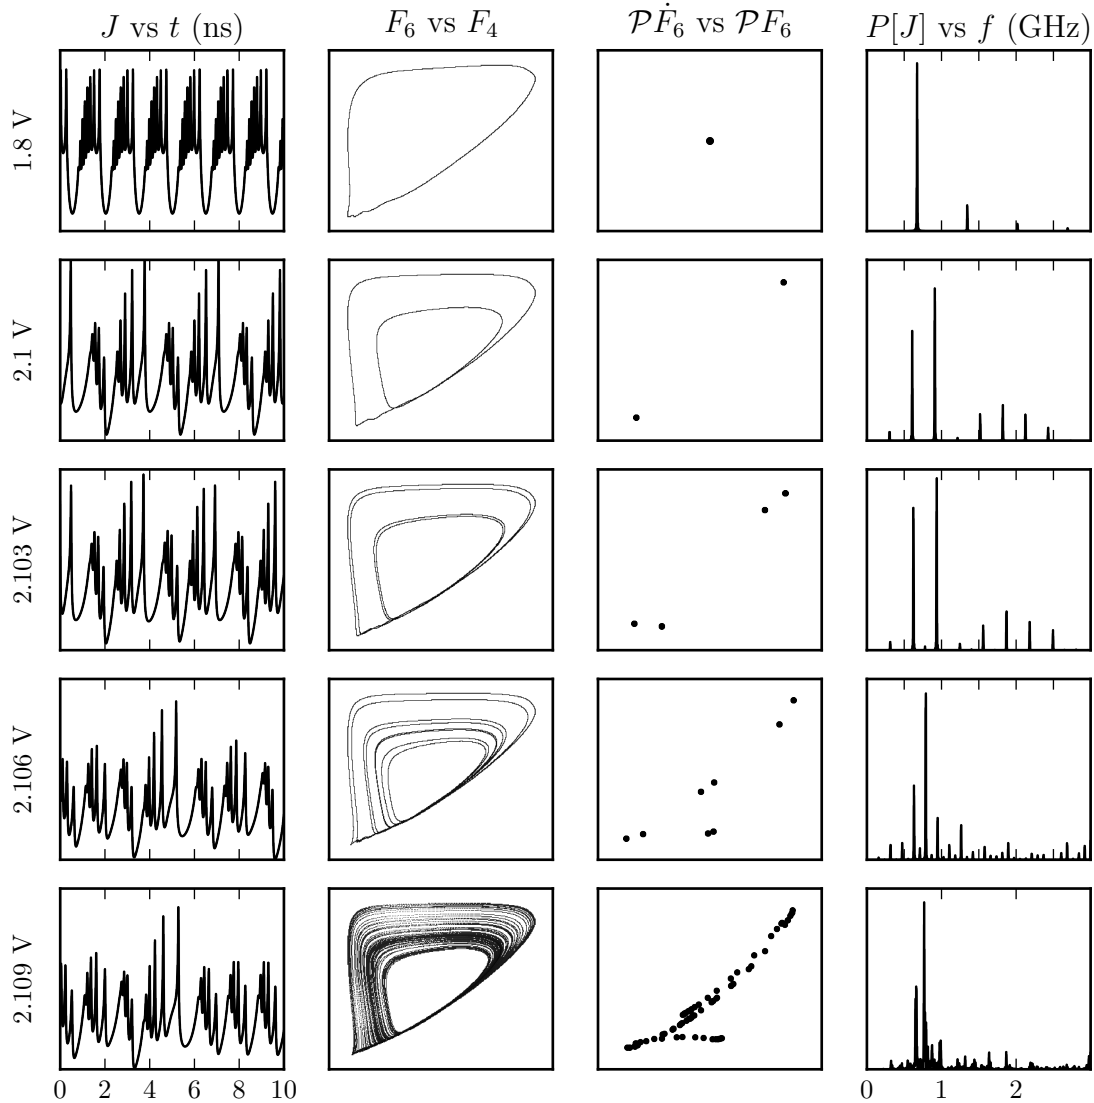 J vs t (ns)
F₆ vs F₄
𝒫Ḟ₆ vs 𝒫F₆
P[J] vs f (GHz)
1.8 V
2.1 V
2.103 V
2.106 V
2.109 V
0 2 4 6 8 10
0 1 2